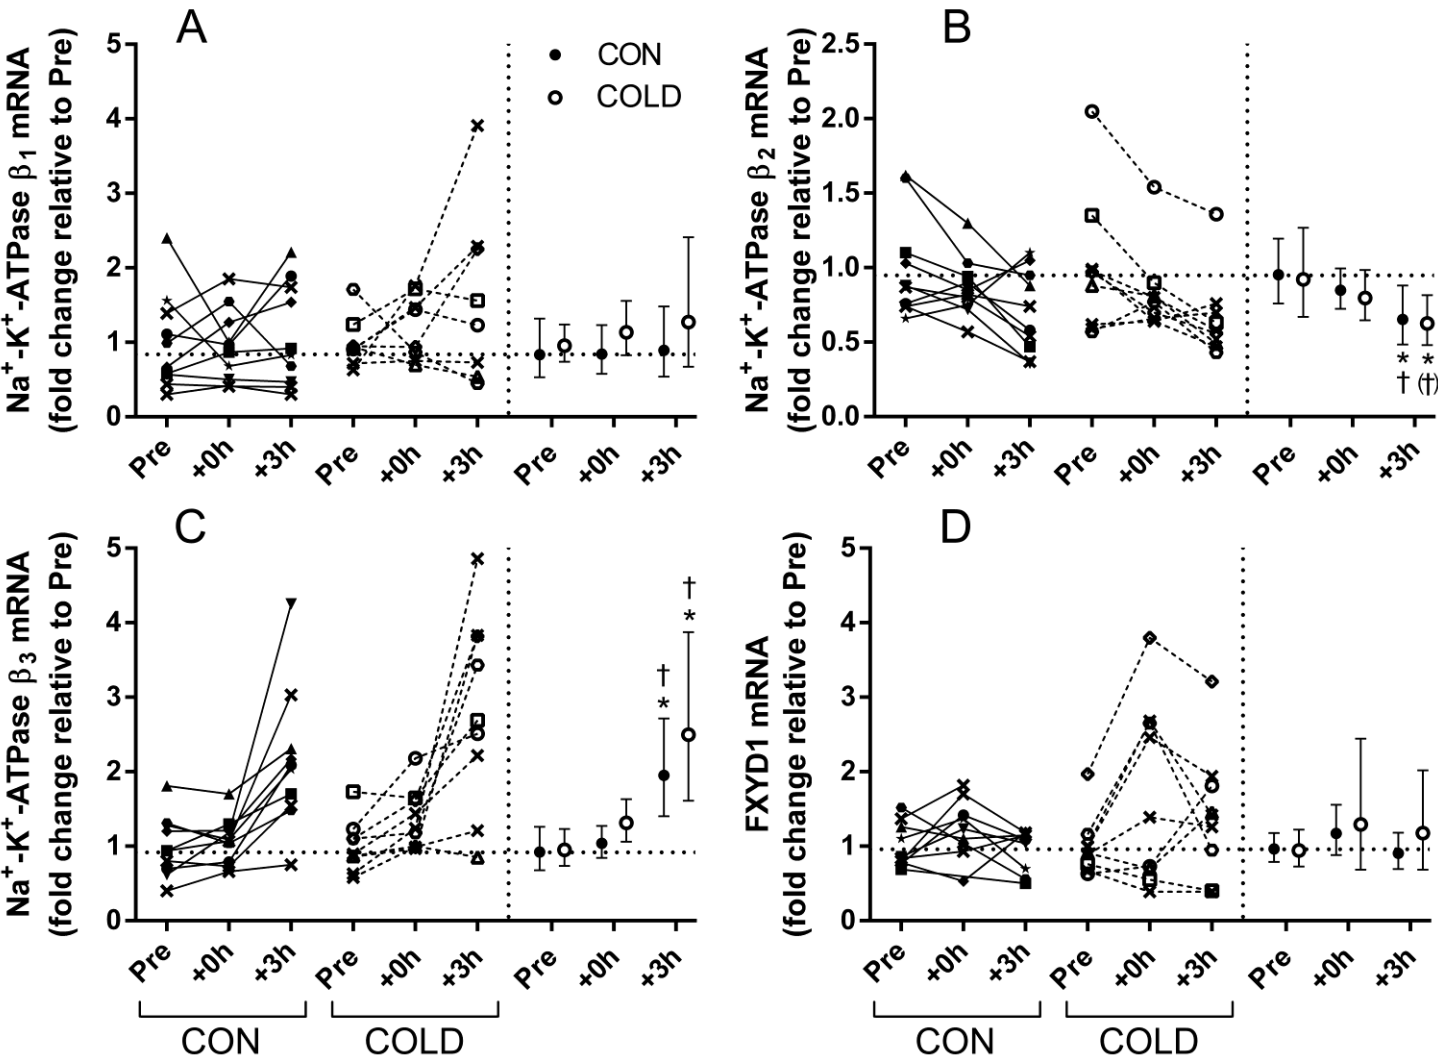 A
Na⁺-K⁺-ATPase β₁ mRNA
(fold change relative to Pre)
5
4
3
2
1
0
CON
COLD
Pre
+0h
+3h
Pre
+0h
+3h
Pre
+0h
+3h
B
Na⁺-K⁺-ATPase β₂ mRNA
(fold change relative to Pre)
2.5
2.0
1.5
1.0
0.5
0.0
* *
† (†)
Pre
+0h
+3h
Pre
+0h
+3h
Pre
+0h
+3h
C
Na⁺-K⁺-ATPase β₃ mRNA
(fold change relative to Pre)
5
4
3
2
1
0
†
*
†
*
Pre
+0h
+3h
Pre
+0h
+3h
Pre
+0h
+3h
CON
COLD
D
FXYD1 mRNA
(fold change relative to Pre)
5
4
3
2
1
0
Pre
+0h
+3h
Pre
+0h
+3h
Pre
+0h
+3h
CON
COLD